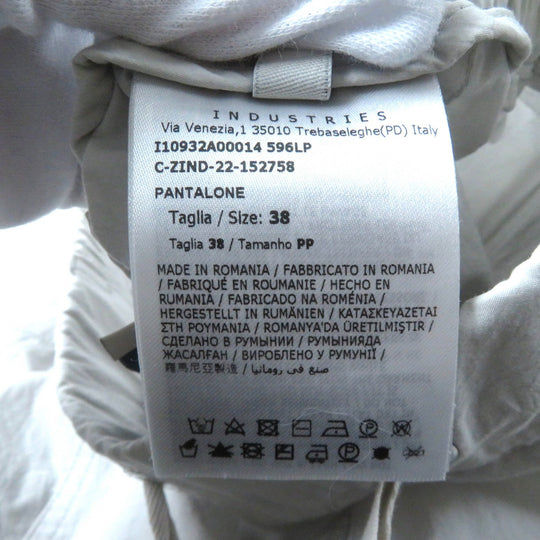 INDUSTRIES
Via Venezia,1 35010 Trebaseleghe(PD) Italy
I10932A00014 596LP
C-ZIND-22-152758
PANTALONE
Taglia / Size: 38
Taglia 38 / Tamanho PP
MADE IN ROMANIA / FABBRICATO IN ROMANIA
/ FABRIQUÉ EN ROUMANIE / HECHO EN
RUMANIA / FABRICADO NA ROMÉNIA /
HERGESTELLT IN RUMÄNIEN / ΚΑΤΑΣΚΕΥΑΖΕΤΑΙ
ΣΤΗ ΡΟΥΜΑΝΙΑ / ROMANYA'DA ÜRETILMIŞTIR /
СДЕЛАНО В РУМЫНИИ / РУМЫНИЯДА
ЖАСАЛҒАН / ВИРОБЛЕНО У РУМУНІЇ /
羅馬尼亞製造 / صنع في رومانيا